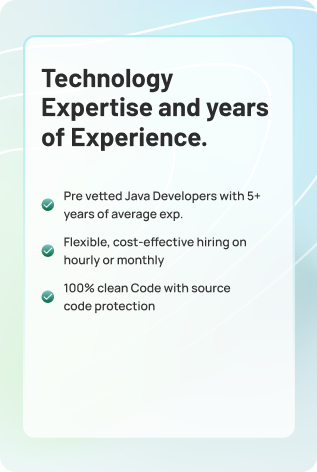 Technology
Expertise and years
of Experience.
Pre vetted Java Developers with 5+
years of average exp.
Flexible, cost-effective hiring on
hourly or monthly
100% clean Code with source
code protection